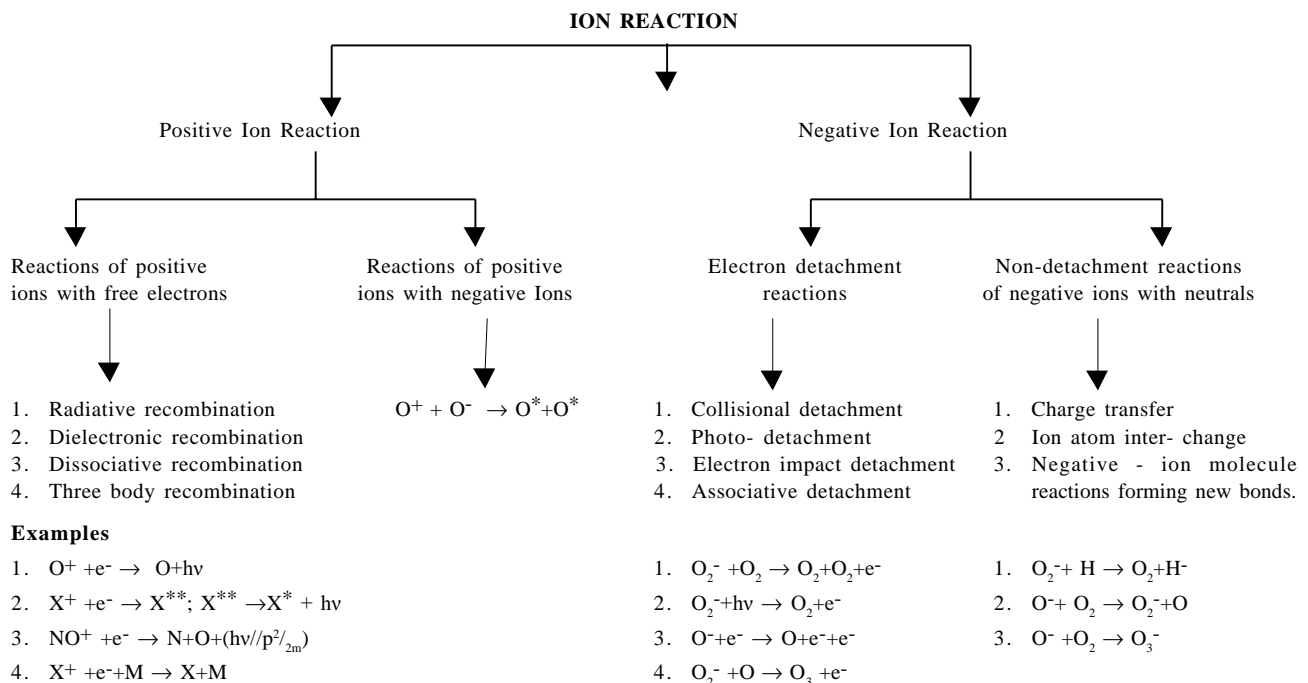 ION REACTION
Positive Ion Reaction
Negative Ion Reaction
Reactions of positive
ions with free electrons
Reactions of positive
ions with negative Ions
Electron detachment
reactions
Non-detachment reactions
of negative ions with neutrals
1. Radiative recombination
2. Dielectronic recombination
3. Dissociative recombination
4. Three body recombination
O⁺ + O⁻ → O*+O*
1. Collisional detachment
2. Photo- detachment
3. Electron impact detachment
4. Associative detachment
1. Charge transfer
2 Ion atom inter- change
3. Negative - ion molecule
reactions forming new bonds.
Examples
1. O⁺ +e⁻ → O+hν
2. X⁺ +e⁻ → X**; X** →X* + hν
3. NO⁺ +e⁻ → N+O+(hν//p²/₂ₘ)
4. X⁺ +e⁻+M → X+M
1. O₂⁻ +O₂ → O₂+O₂+e⁻
2. O₂⁻+hν → O₂+e⁻
3. O⁻+e⁻ → O+e⁻+e⁻
4. O₂⁻ +O → O₃ +e⁻
1. O₂⁻+ H → O₂+H⁻
2. O⁻+ O₂ → O₂⁻+O
3. O⁻ +O₂ → O₃⁻